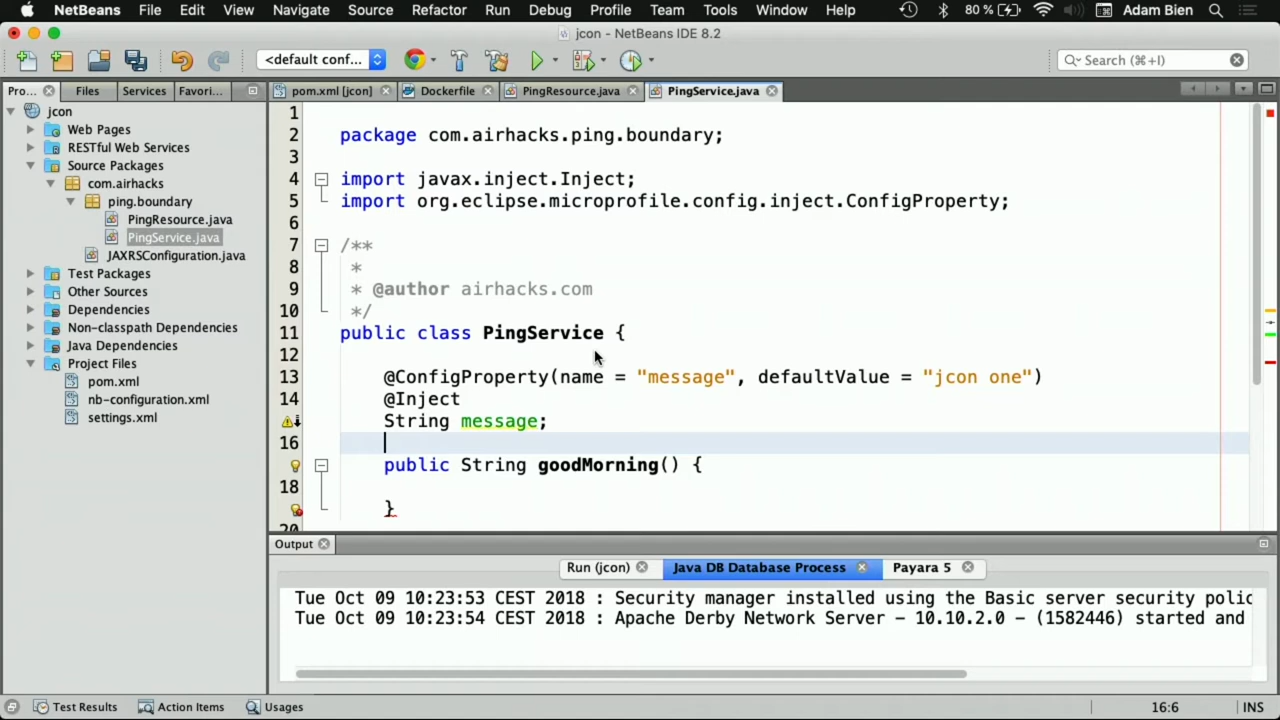 NetBeans File Edit View Navigate Source Refactor Run Debug Profile Team Tools Window Help 80% Adam Bien
jcon - NetBeans IDE 8.2
<default conf... Search (⌘+I)
Pro... Files Services Favori... pom.xml [jcon] Dockerfile PingResource.java PingService.java
jcon
Web Pages
RESTful Web Services
Source Packages
com.airhacks
ping.boundary
PingResource.java
PingService.java
JAXRSConfiguration.java
Test Packages
Other Sources
Dependencies
Non-classpath Dependencies
Java Dependencies
Project Files
pom.xml
nb-configuration.xml
settings.xml
1
2 package com.airhacks.ping.boundary;
3
4 import javax.inject.Inject;
5 import org.eclipse.microprofile.config.inject.ConfigProperty;
6
7 /**
8 *
9 * @author airhacks.com
10 */
11 public class PingService {
12
13 @ConfigProperty(name = "message", defaultValue = "jcon one")
14 @Inject
String message;
16
public String goodMorning() {
18
}
20
Output
Run (jcon) Java DB Database Process Payara 5
Tue Oct 09 10:23:53 CEST 2018 : Security manager installed using the Basic server security polic
Tue Oct 09 10:23:54 CEST 2018 : Apache Derby Network Server - 10.10.2.0 - (1582446) started and
Test Results Action Items Usages 16:6 INS